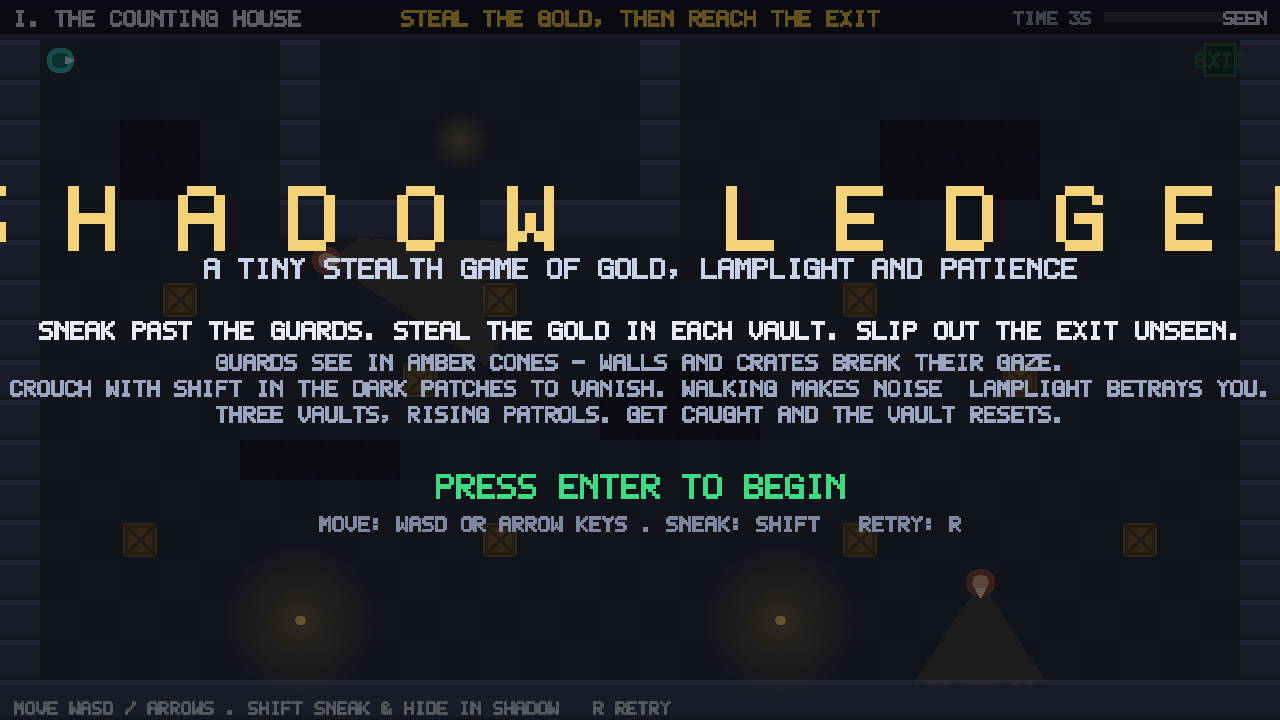 I. THE COUNTING HOUSE
STEAL THE GOLD, THEN REACH THE EXIT
TIME 35
SEEN
EXIT
SHADOW LEDGE
A TINY STEALTH GAME OF GOLD, LAMPLIGHT AND PATIENCE
SNEAK PAST THE GUARDS. STEAL THE GOLD IN EACH VAULT. SLIP OUT THE EXIT UNSEEN.
GUARDS SEE IN AMBER CONES - WALLS AND CRATES BREAK THEIR GAZE.
CROUCH WITH SHIFT IN THE DARK PATCHES TO VANISH. WALKING MAKES NOISE LAMPLIGHT BETRAYS YOU.
THREE VAULTS, RISING PATROLS. GET CAUGHT AND THE VAULT RESETS.
PRESS ENTER TO BEGIN
MOVE: WASD OR ARROW KEYS . SNEAK: SHIFT RETRY: R
MOVE WASD / ARROWS . SHIFT SNEAK & HIDE IN SHADOW R RETRY